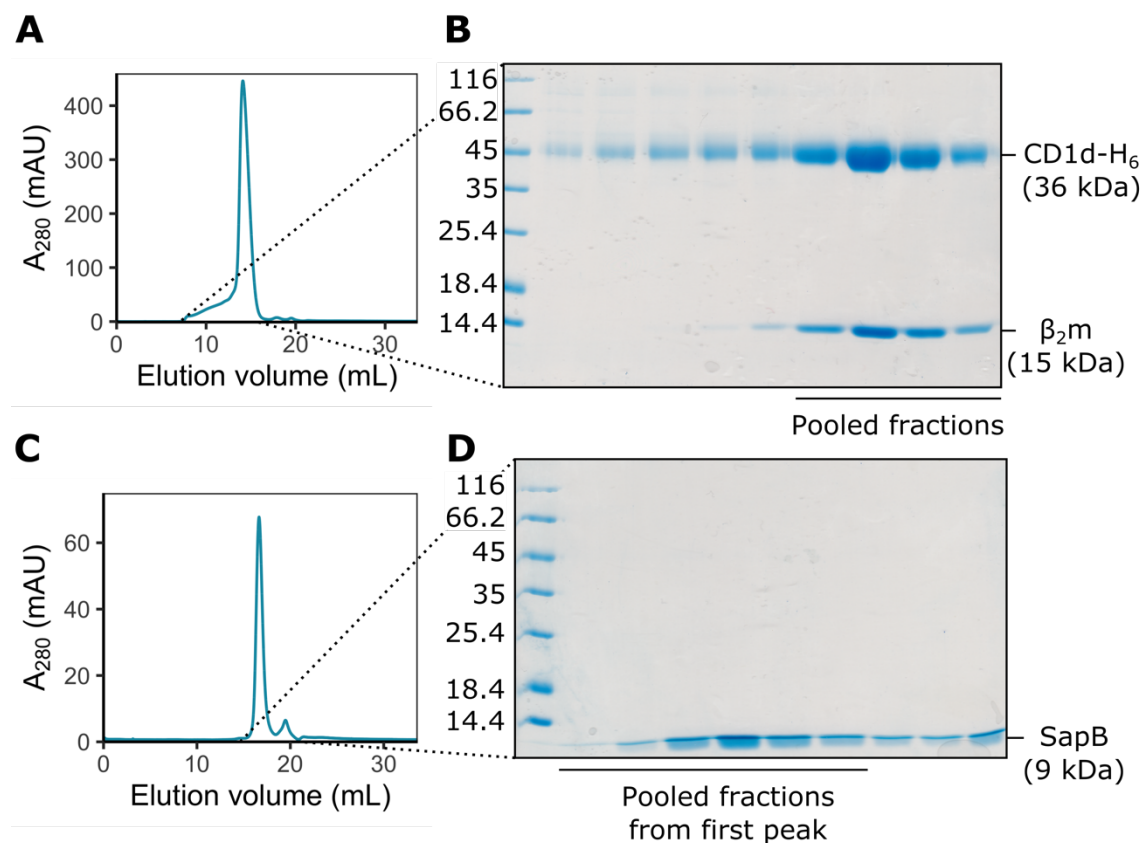 A
A₂₈₀ (mAU)
400
300
200
100
0
0
10
20
30
Elution volume (mL)
B
116
66.2
45
35
25.4
18.4
14.4
CD1d-H₆
(36 kDa)
β₂m
(15 kDa)
Pooled fractions
C
A₂₈₀ (mAU)
60
40
20
0
0
10
20
30
Elution volume (mL)
D
116
66.2
45
35
25.4
18.4
14.4
SapB
(9 kDa)
Pooled fractions
from first peak